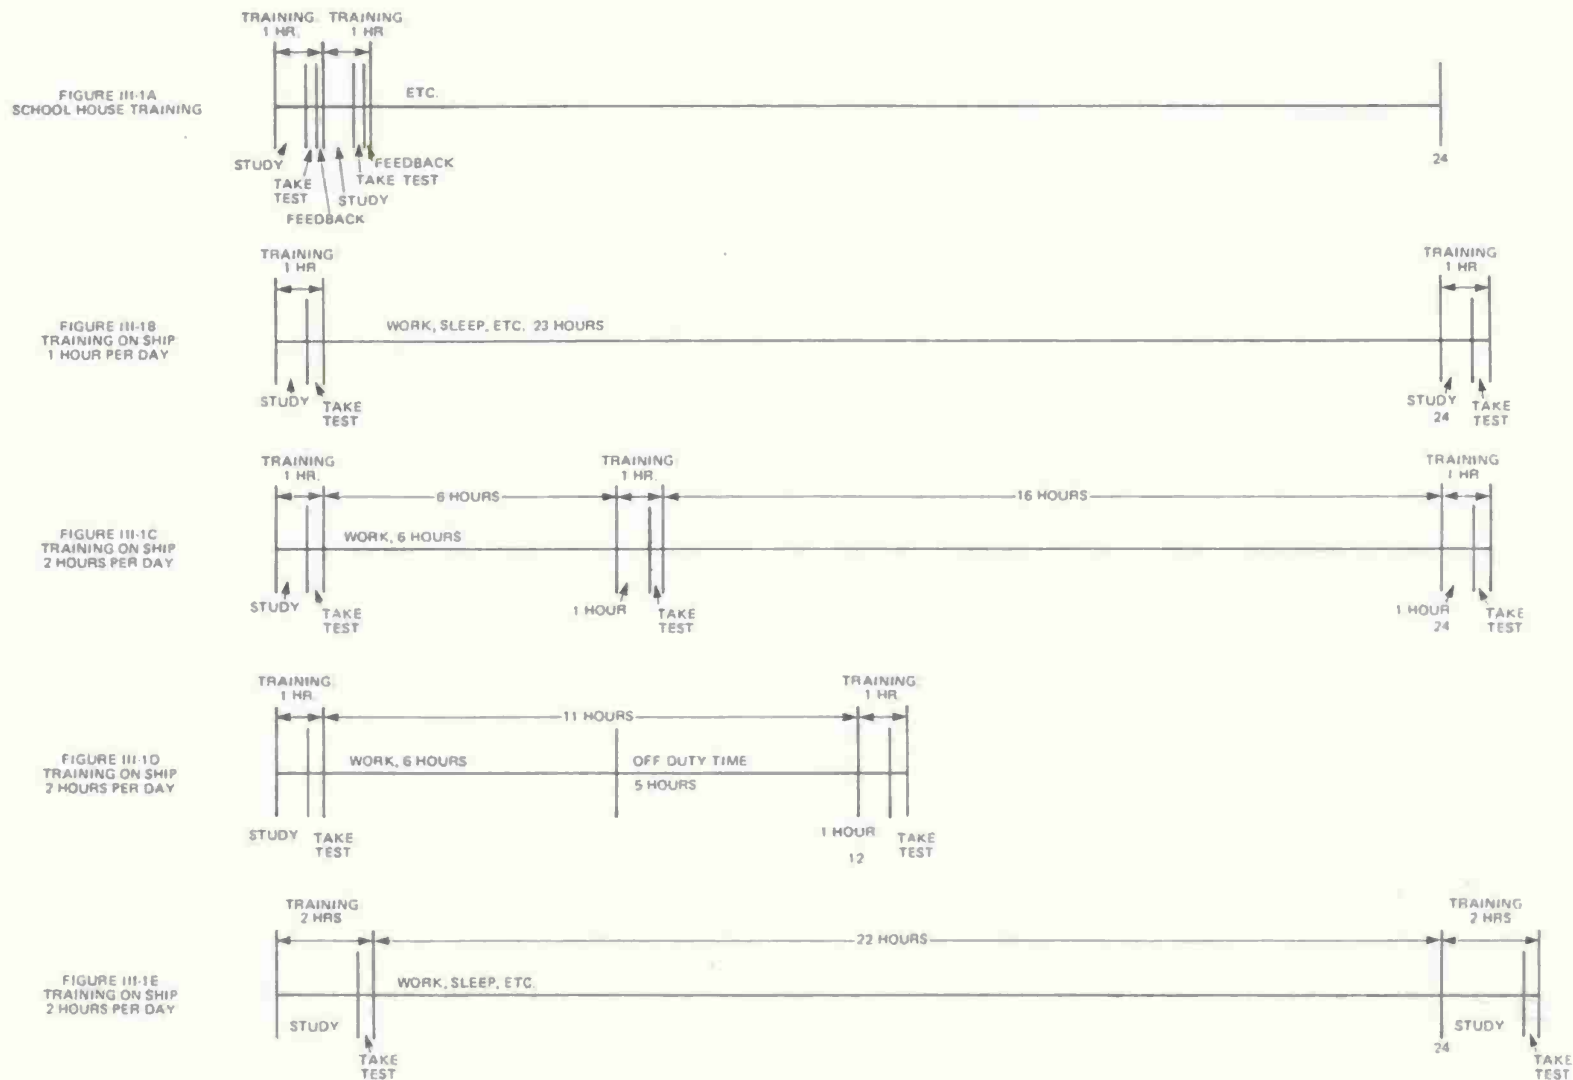 TRAINING TRAINING
1 HR. 1 HR
FIGURE III-1A
SCHOOL HOUSE TRAINING
ETC.
STUDY
TAKE
TEST
FEEDBACK
STUDY
TAKE TEST
FEEDBACK
24
TRAINING
1 HR
TRAINING
1 HR
FIGURE III-1B
TRAINING ON SHIP
1 HOUR PER DAY
WORK, SLEEP, ETC. 23 HOURS
STUDY
TAKE
TEST
STUDY
24
TAKE
TEST
TRAINING
1 HR.
TRAINING
1 HR.
TRAINING
1 HR
6 HOURS
16 HOURS
FIGURE III-1C
TRAINING ON SHIP
2 HOURS PER DAY
WORK, 6 HOURS
STUDY
TAKE
TEST
1 HOUR
TAKE
TEST
1 HOUR
24
TAKE
TEST
TRAINING
1 HR.
TRAINING
1 HR.
11 HOURS
FIGURE III-1D
TRAINING ON SHIP
2 HOURS PER DAY
WORK, 6 HOURS
OFF DUTY TIME
5 HOURS
STUDY
TAKE
TEST
1 HOUR
12
TAKE
TEST
TRAINING
2 HRS
TRAINING
2 HRS
22 HOURS
FIGURE III-1E
TRAINING ON SHIP
2 HOURS PER DAY
WORK, SLEEP, ETC.
STUDY
TAKE
TEST
24
STUDY
TAKE
TEST